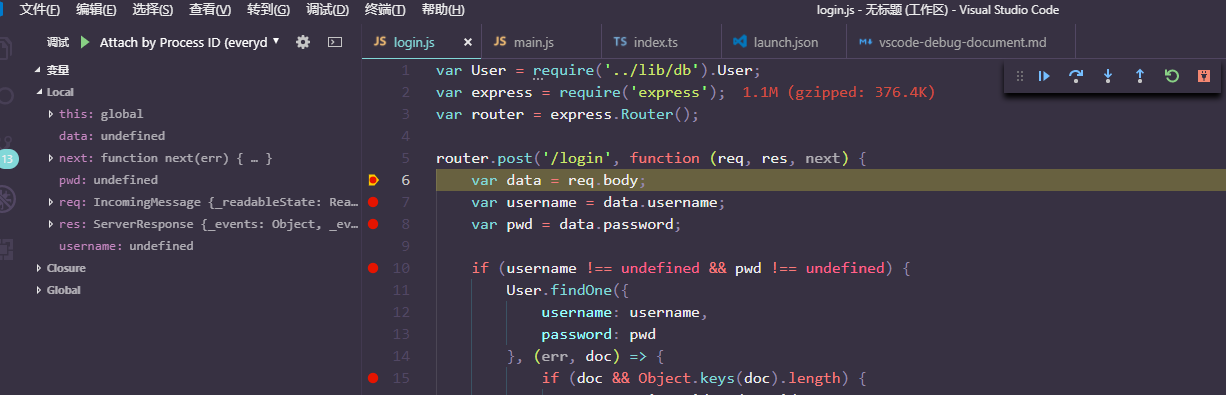 文件(F) 编辑(E) 选择(S) 查看(V) 转到(G) 调试(D) 终端(T) 帮助(H) login.js - 无标题 (工作区) - Visual Studio Code
调试 Attach by Process ID (everyd
JS login.js × JS main.js TS index.ts launch.json vscode-debug-document.md
变量
Local
this: global
data: undefined
next: function next(err) { … }
pwd: undefined
req: IncomingMessage {_readableState: Rea…
res: ServerResponse {_events: Object, _ev…
username: undefined
Closure
Global
13
1 var User = require('../lib/db').User;
2 var express = require('express'); 1.1M (gzipped: 376.4K)
3 var router = express.Router();
4
5 router.post('/login', function (req, res, next) {
6 var data = req.body;
7 var username = data.username;
8 var pwd = data.password;
9
10 if (username !== undefined && pwd !== undefined) {
11 User.findOne({
12 username: username,
13 password: pwd
14 }, (err, doc) => {
15 if (doc && Object.keys(doc).length) {